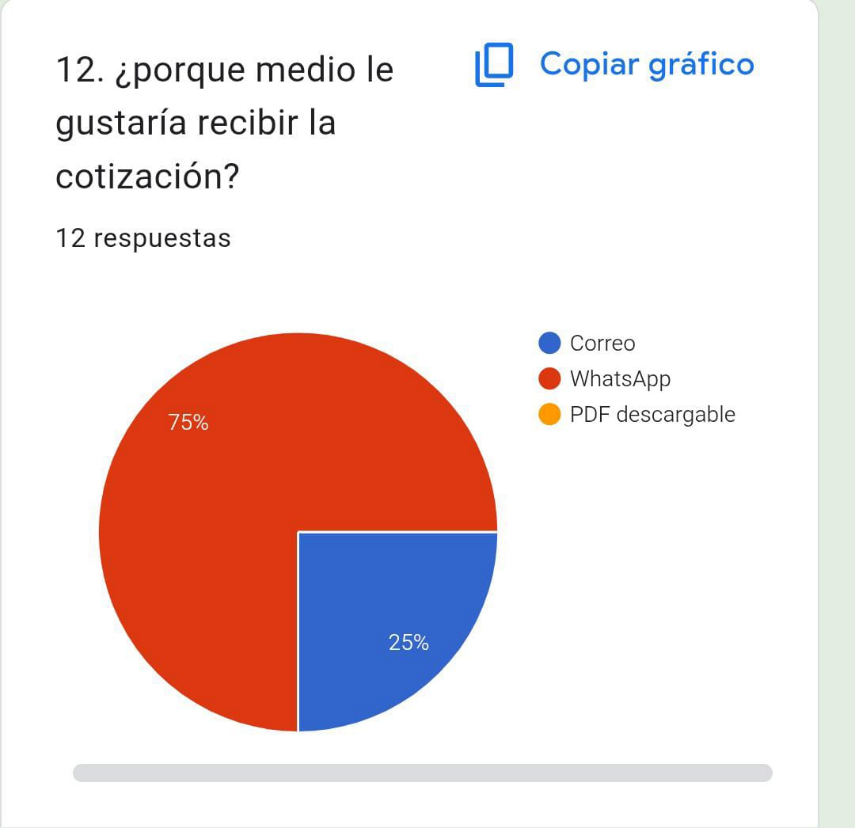 12. ¿porque medio le
gustaría recibir la
cotización?
Copiar gráfico
12 respuestas
Correo
WhatsApp
PDF descargable
75%
25%